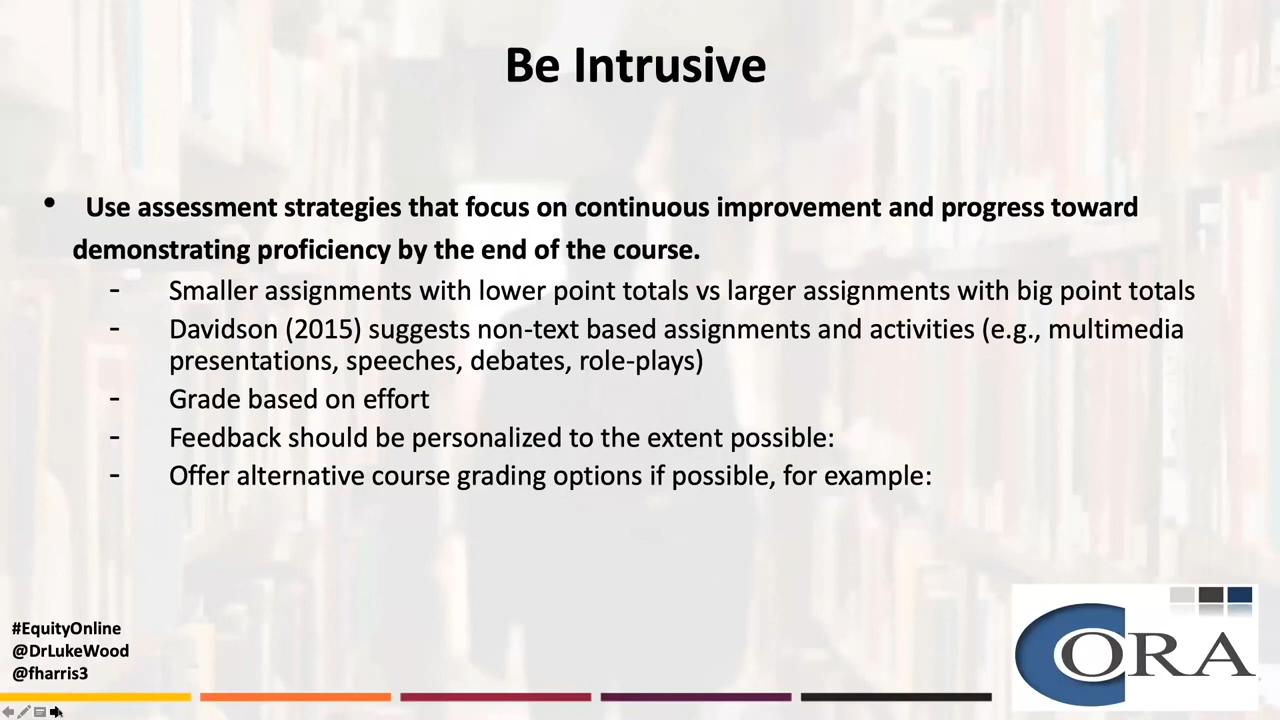 Be Intrusive
• Use assessment strategies that focus on continuous improvement and progress toward
demonstrating proficiency by the end of the course.
- Smaller assignments with lower point totals vs larger assignments with big point totals
- Davidson (2015) suggests non-text based assignments and activities (e.g., multimedia
presentations, speeches, debates, role-plays)
- Grade based on effort
- Feedback should be personalized to the extent possible:
- Offer alternative course grading options if possible, for example:
#EquityOnline
@DrLukeWood
@fharris3
CORA